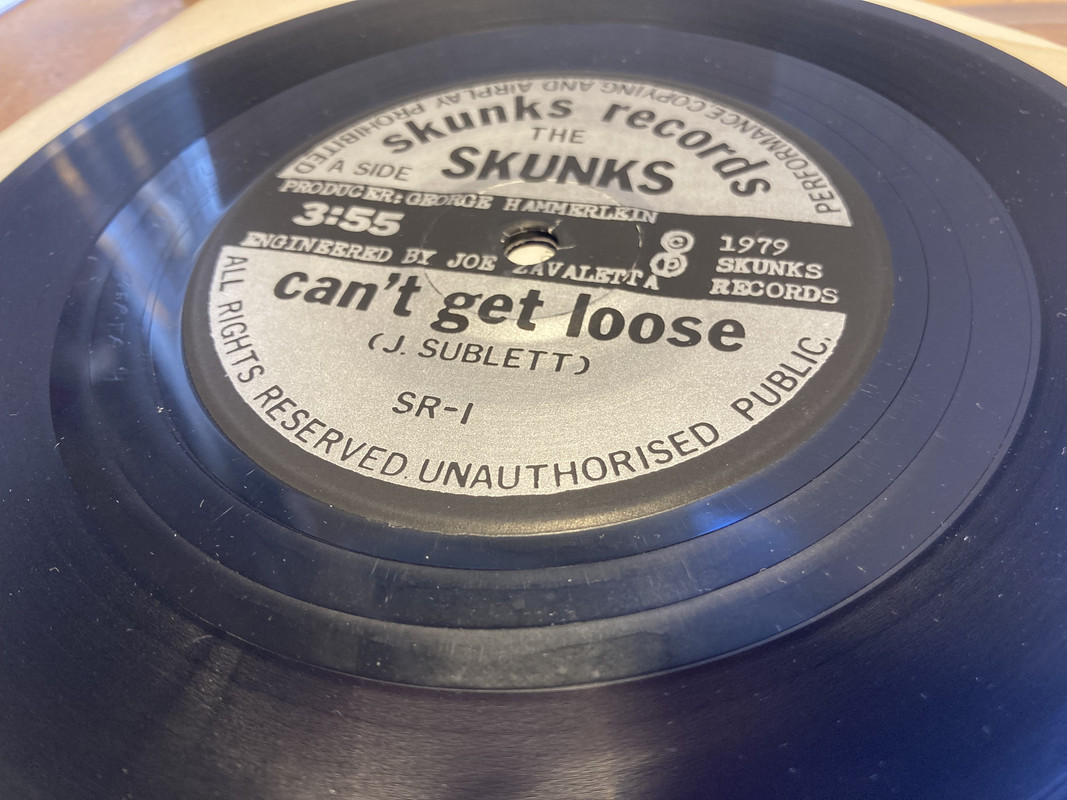 skunks records
THE
SKUNKS
A SIDE
PRODUCER: GEORGE HAMMERLEIN
3:55
ENGINEERED BY JOE ZAVALETTA
© 1979
℗ SKUNKS
RECORDS
can't get loose
(J. SUBLETT)
SR-1
ALL RIGHTS RESERVED. UNAUTHORISED PUBLIC, PERFORMANCE COPYING AND AIRPLAY PROHIBITED